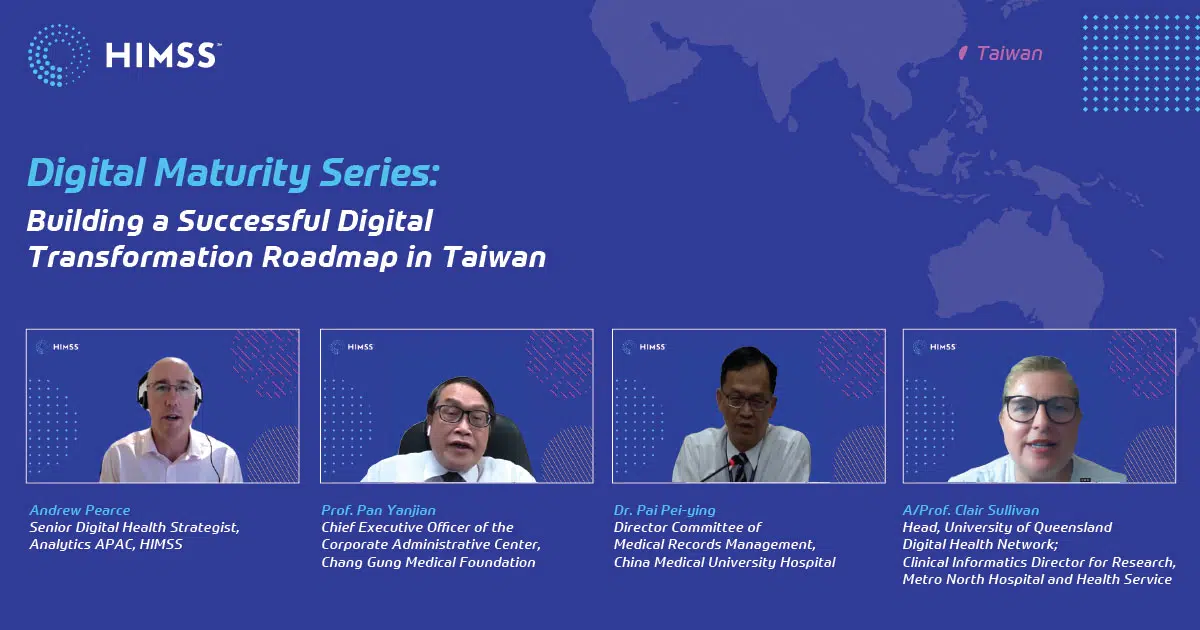 HIMSS™
Taiwan
Digital Maturity Series:
Building a Successful Digital
Transformation Roadmap in Taiwan
HIMSS
HIMSS
HIMSS
HIMSS
Andrew Pearce
Senior Digital Health Strategist,
Analytics APAC, HIMSS
Prof. Pan Yanjian
Chief Executive Officer of the
Corporate Administrative Center,
Chang Gung Medical Foundation
Dr. Pai Pei-ying
Director Committee of
Medical Records Management,
China Medical University Hospital
A/Prof. Clair Sullivan
Head, University of Queensland
Digital Health Network;
Clinical Informatics Director for Research,
Metro North Hospital and Health Service